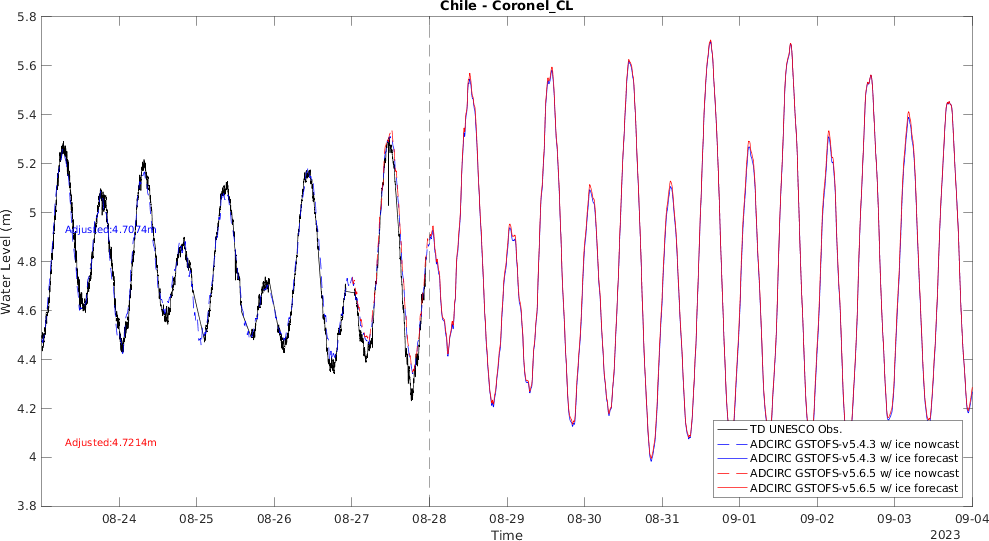 Chile - Coronel_CL
5.8
5.6
5.4
5.2
5
4.8
4.6
4.4
4.2
4
3.8
Water Level (m)
Adjusted:4.7074m
Adjusted:4.7214m
TD UNESCO Obs.
ADCIRC GSTOFS-v5.4.3 w/ ice nowcast
ADCIRC GSTOFS-v5.4.3 w/ ice forecast
ADCIRC GSTOFS-v5.6.5 w/ ice nowcast
ADCIRC GSTOFS-v5.6.5 w/ ice forecast
08-24 08-25 08-26 08-27 08-28 08-29 08-30 08-31 09-01 09-02 09-03 09-04
Time
2023